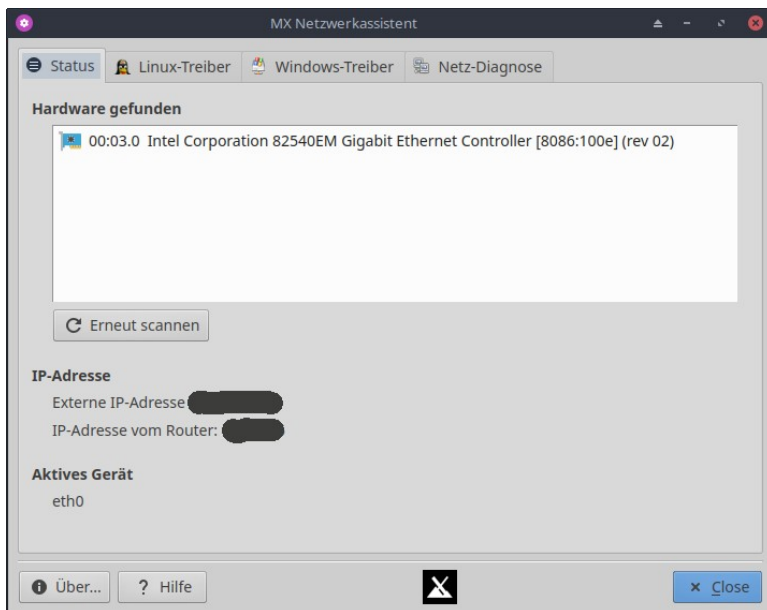 MX Netzwerkassistent
Status Linux-Treiber Windows-Treiber Netz-Diagnose
Hardware gefunden
00:03.0 Intel Corporation 82540EM Gigabit Ethernet Controller [8086:100e] (rev 02)
Erneut scannen
IP-Adresse
Externe IP-Adresse
IP-Adresse vom Router:
Aktives Gerät
eth0
Über... ? Hilfe Close